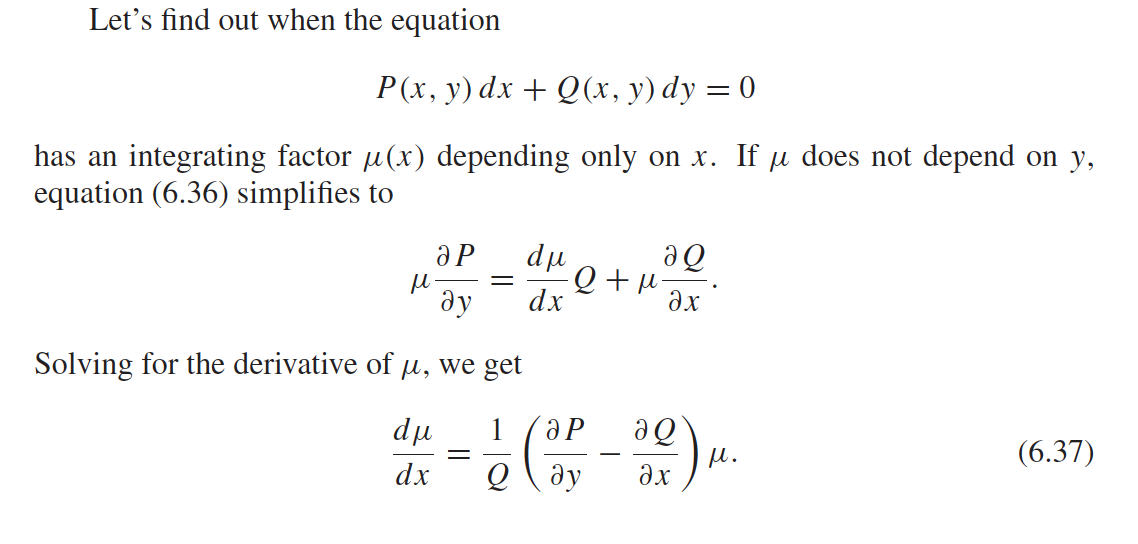 Let's find out when the equation
P(x, y) dx + Q(x, y) dy = 0
has an integrating factor μ(x) depending only on x. If μ does not depend on y,
equation (6.36) simplifies to
μ ∂P/∂y = dμ/dx Q + μ ∂Q/∂x.
Solving for the derivative of μ, we get
dμ/dx = 1/Q (∂P/∂y − ∂Q/∂x) μ. (6.37)